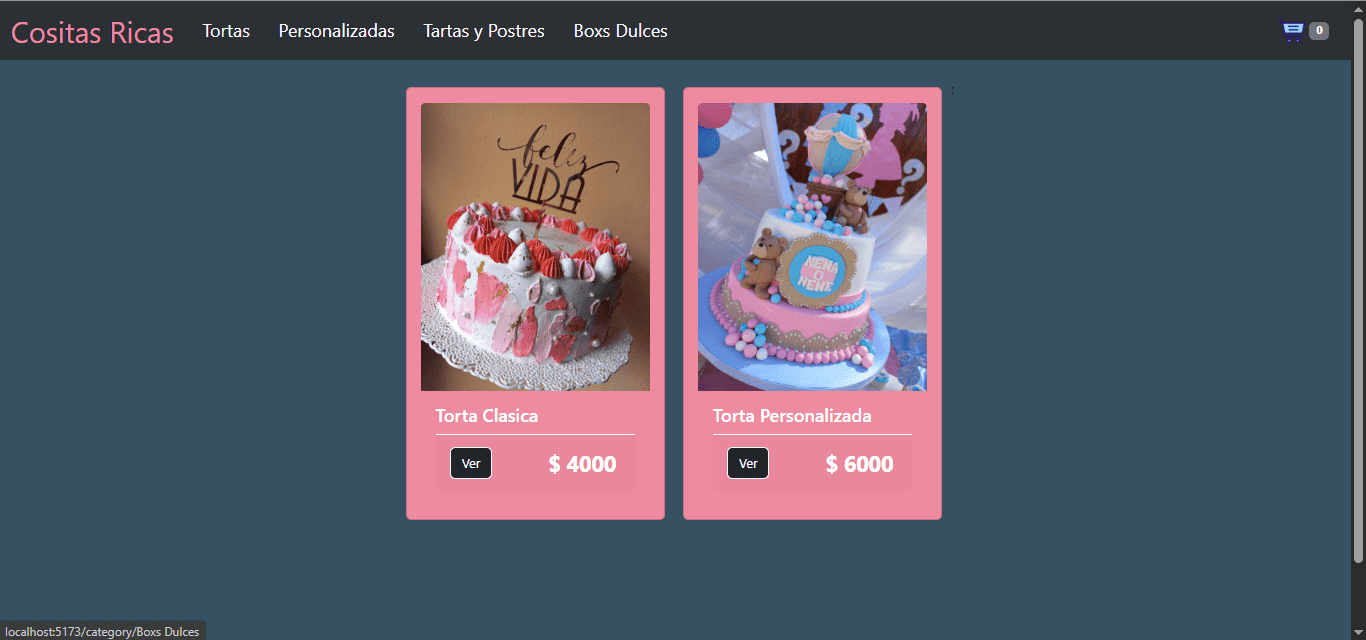 Cositas Ricas Tortas Personalizadas Tartas y Postres Boxs Dulces 0
:
feliz
VIDA
?
?
?
NENA
O
NENE
Torta Clasica
Ver $ 4000
Torta Personalizada
Ver $ 6000
localhost:5173/category/Boxs Dulces